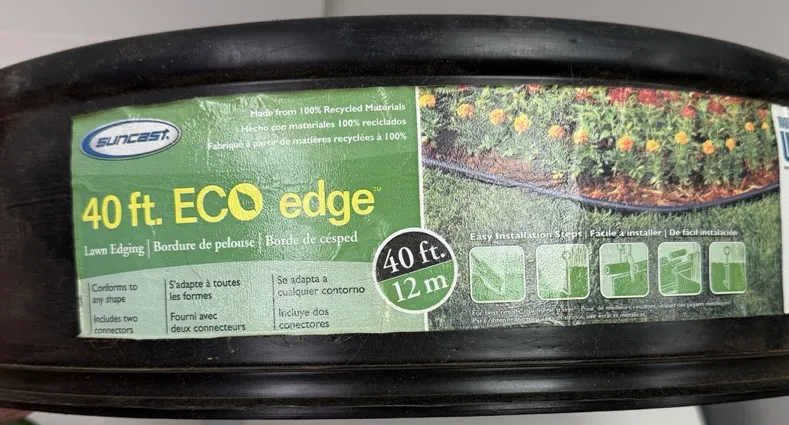 SUNCAST.
Made from 100% Recycled Materials
Hecho con materiales 100% reciclados
Fabriqué à partir de matières recyclées à 100%
40 ft. ECO edge™
Lawn Edging | Bordure de pelouse | Borde de césped
40 ft.
12 m
Conforms to
any shape
Includes two
connectors
S'adapte à toutes
les formes
Fourni avec
deux connecteurs
Se adapta a
cualquier contorno
Incluye dos
conectores
Easy Installation Steps | Facile à installer | De fácil instalación
For best